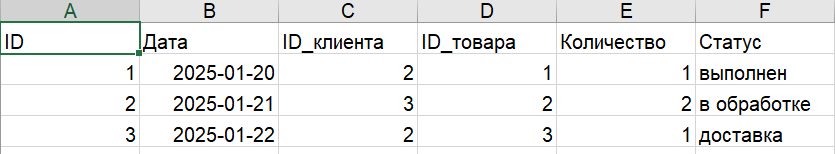 A B C D E F
ID Дата ID_клиента ID_товара Количество Статус
1 2025-01-20 2 1 1 выполнен
2 2025-01-21 3 2 2 в обработке
3 2025-01-22 2 3 1 доставка